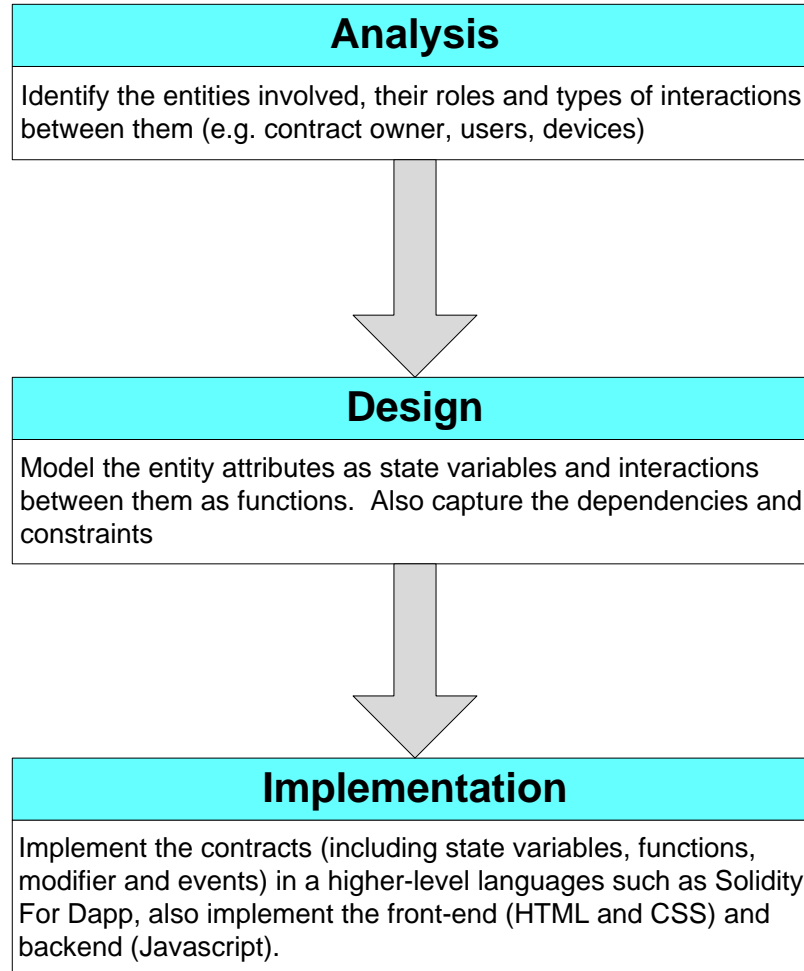 Analysis
Identify the entities involved, their roles and types of interactions
between them (e.g. contract owner, users, devices)
Design
Model the entity attributes as state variables and interactions
between them as functions.  Also capture the dependencies and
constraints
Implementation
Implement the contracts (including state variables, functions,
modifier and events) in a higher-level languages such as Solidity
For Dapp, also implement the front-end (HTML and CSS) and
backend (Javascript).